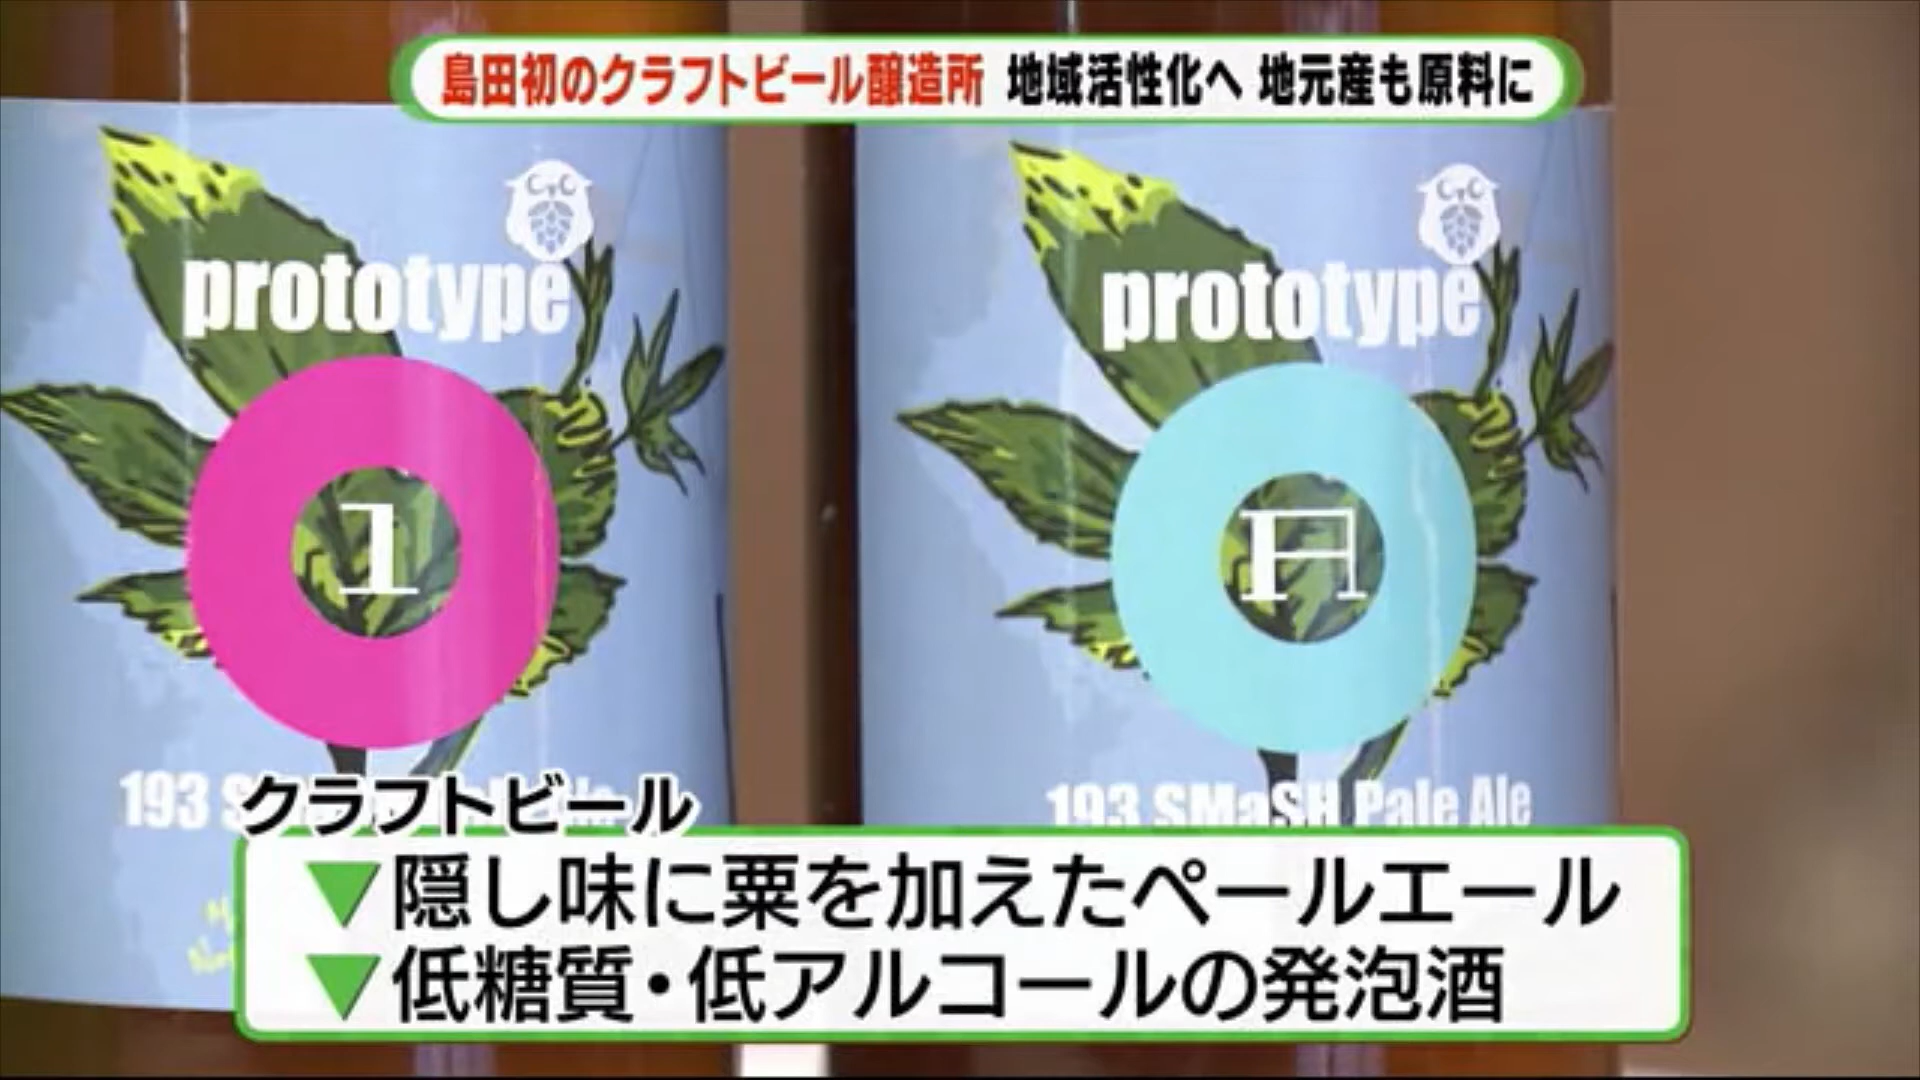 島田初のクラフトビール醸造所 地域活性化へ 地元産も原料に
prototype
1
193
prototype
A
193 SMaSH Pale Ale
クラフトビール
▼隠し味に粟を加えたペールエール
▼低糖質・低アルコールの発泡酒